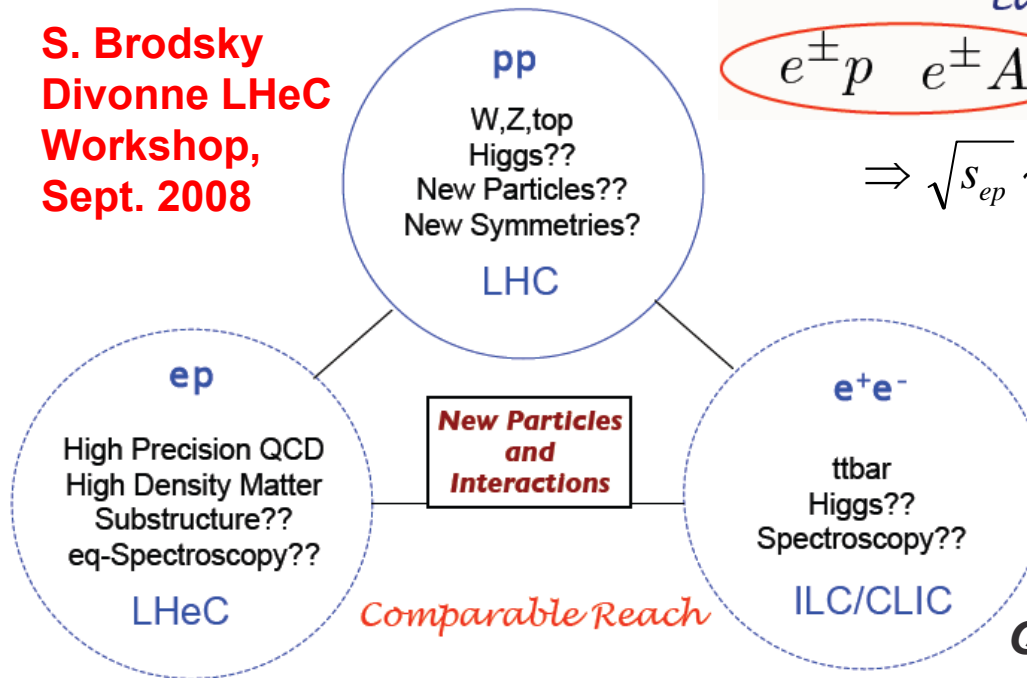 S. Brodsky
Divonne LHeC
Workshop,
Sept. 2008
e±p e±A
⇒ √s_ep
pp
W,Z,top
Higgs??
New Particles??
New Symmetries?
LHC
ep
High Precision QCD
High Density Matter
Substructure??
eq-Spectroscopy??
LHeC
New Particles
and
Interactions
e⁺e⁻
ttbar
Higgs??
Spectroscopy??
ILC/CLIC
Comparable Reach